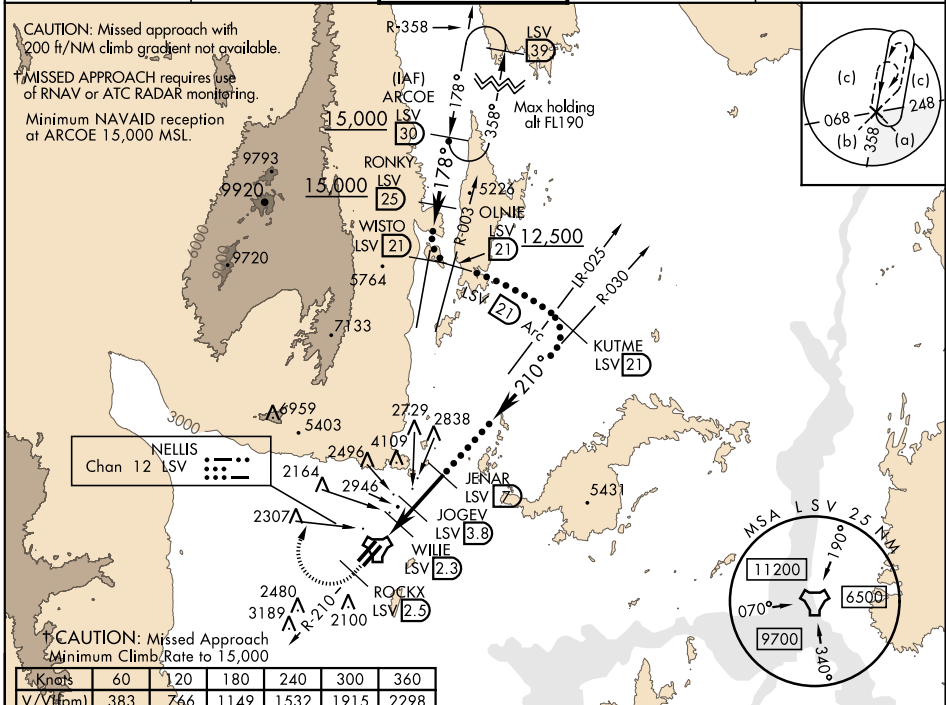 CAUTION: Missed approach with
200 ft/NM climb gradient not available.
† MISSED APPROACH requires use
of RNAV or ATC RADAR monitoring.
Minimum NAVAID reception
at ARCOE 15,000 MSL.
R-358
LSV
39
(IAF)
ARCOE
LSV
30
15,000
178°
358°
Max holding
alt FL190
(c)
(c)
248
068
(b)
358
(a)
9793
9920
RONKY
LSV
25
15,000
178°
5226
R-003
OLNIE
LSV
21
12,500
WISTO
LSV 21
6000
9000
9720
5764
7133
LSV 21 Arc
LR-025
R-030
KUTME
LSV 21
210°
3000
6959
5403
2729
2838
4109
2496
2164
2946
2307
NELLIS
Chan 12 LSV
JENAR
LSV 7
5431
JOGEV
LSV 3.8
WILIE
LSV 2.3
ROCKX
LSV 2.5
2480
3189
2100
R-210
MSA LSV 25 NM
190°
11200
070°
6500
9700
340°
† CAUTION: Missed Approach
Minimum Climb Rate to 15,000
Knots 60 120 180 240 300 360
V/V(fpm) 383 766 1149 1532 1915 2298